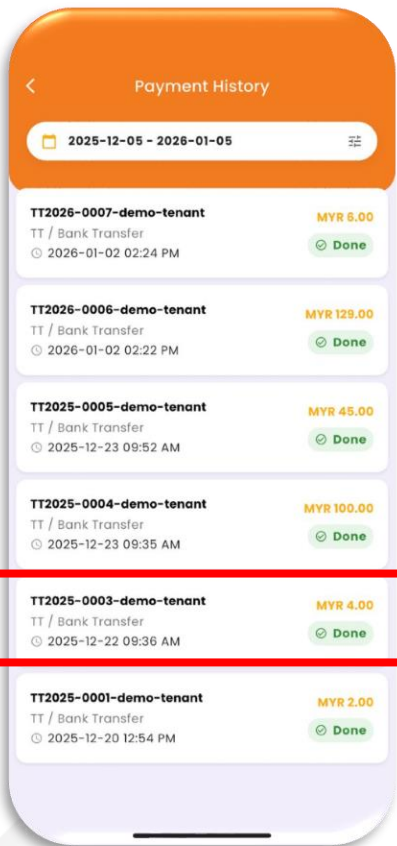 Payment History
2025-12-05 - 2026-01-05
TT2026-0007-demo-tenant
MYR 6.00
TT / Bank Transfer
Done
2026-01-02 02:24 PM
TT2026-0006-demo-tenant
MYR 129.00
TT / Bank Transfer
Done
2026-01-02 02:22 PM
TT2025-0005-demo-tenant
MYR 45.00
TT / Bank Transfer
Done
2025-12-23 09:52 AM
TT2025-0004-demo-tenant
MYR 100.00
TT / Bank Transfer
Done
2025-12-23 09:35 AM
TT2025-0003-demo-tenant
MYR 4.00
TT / Bank Transfer
Done
2025-12-22 09:36 AM
TT2025-0001-demo-tenant
MYR 2.00
TT / Bank Transfer
Done
2025-12-20 12:54 PM